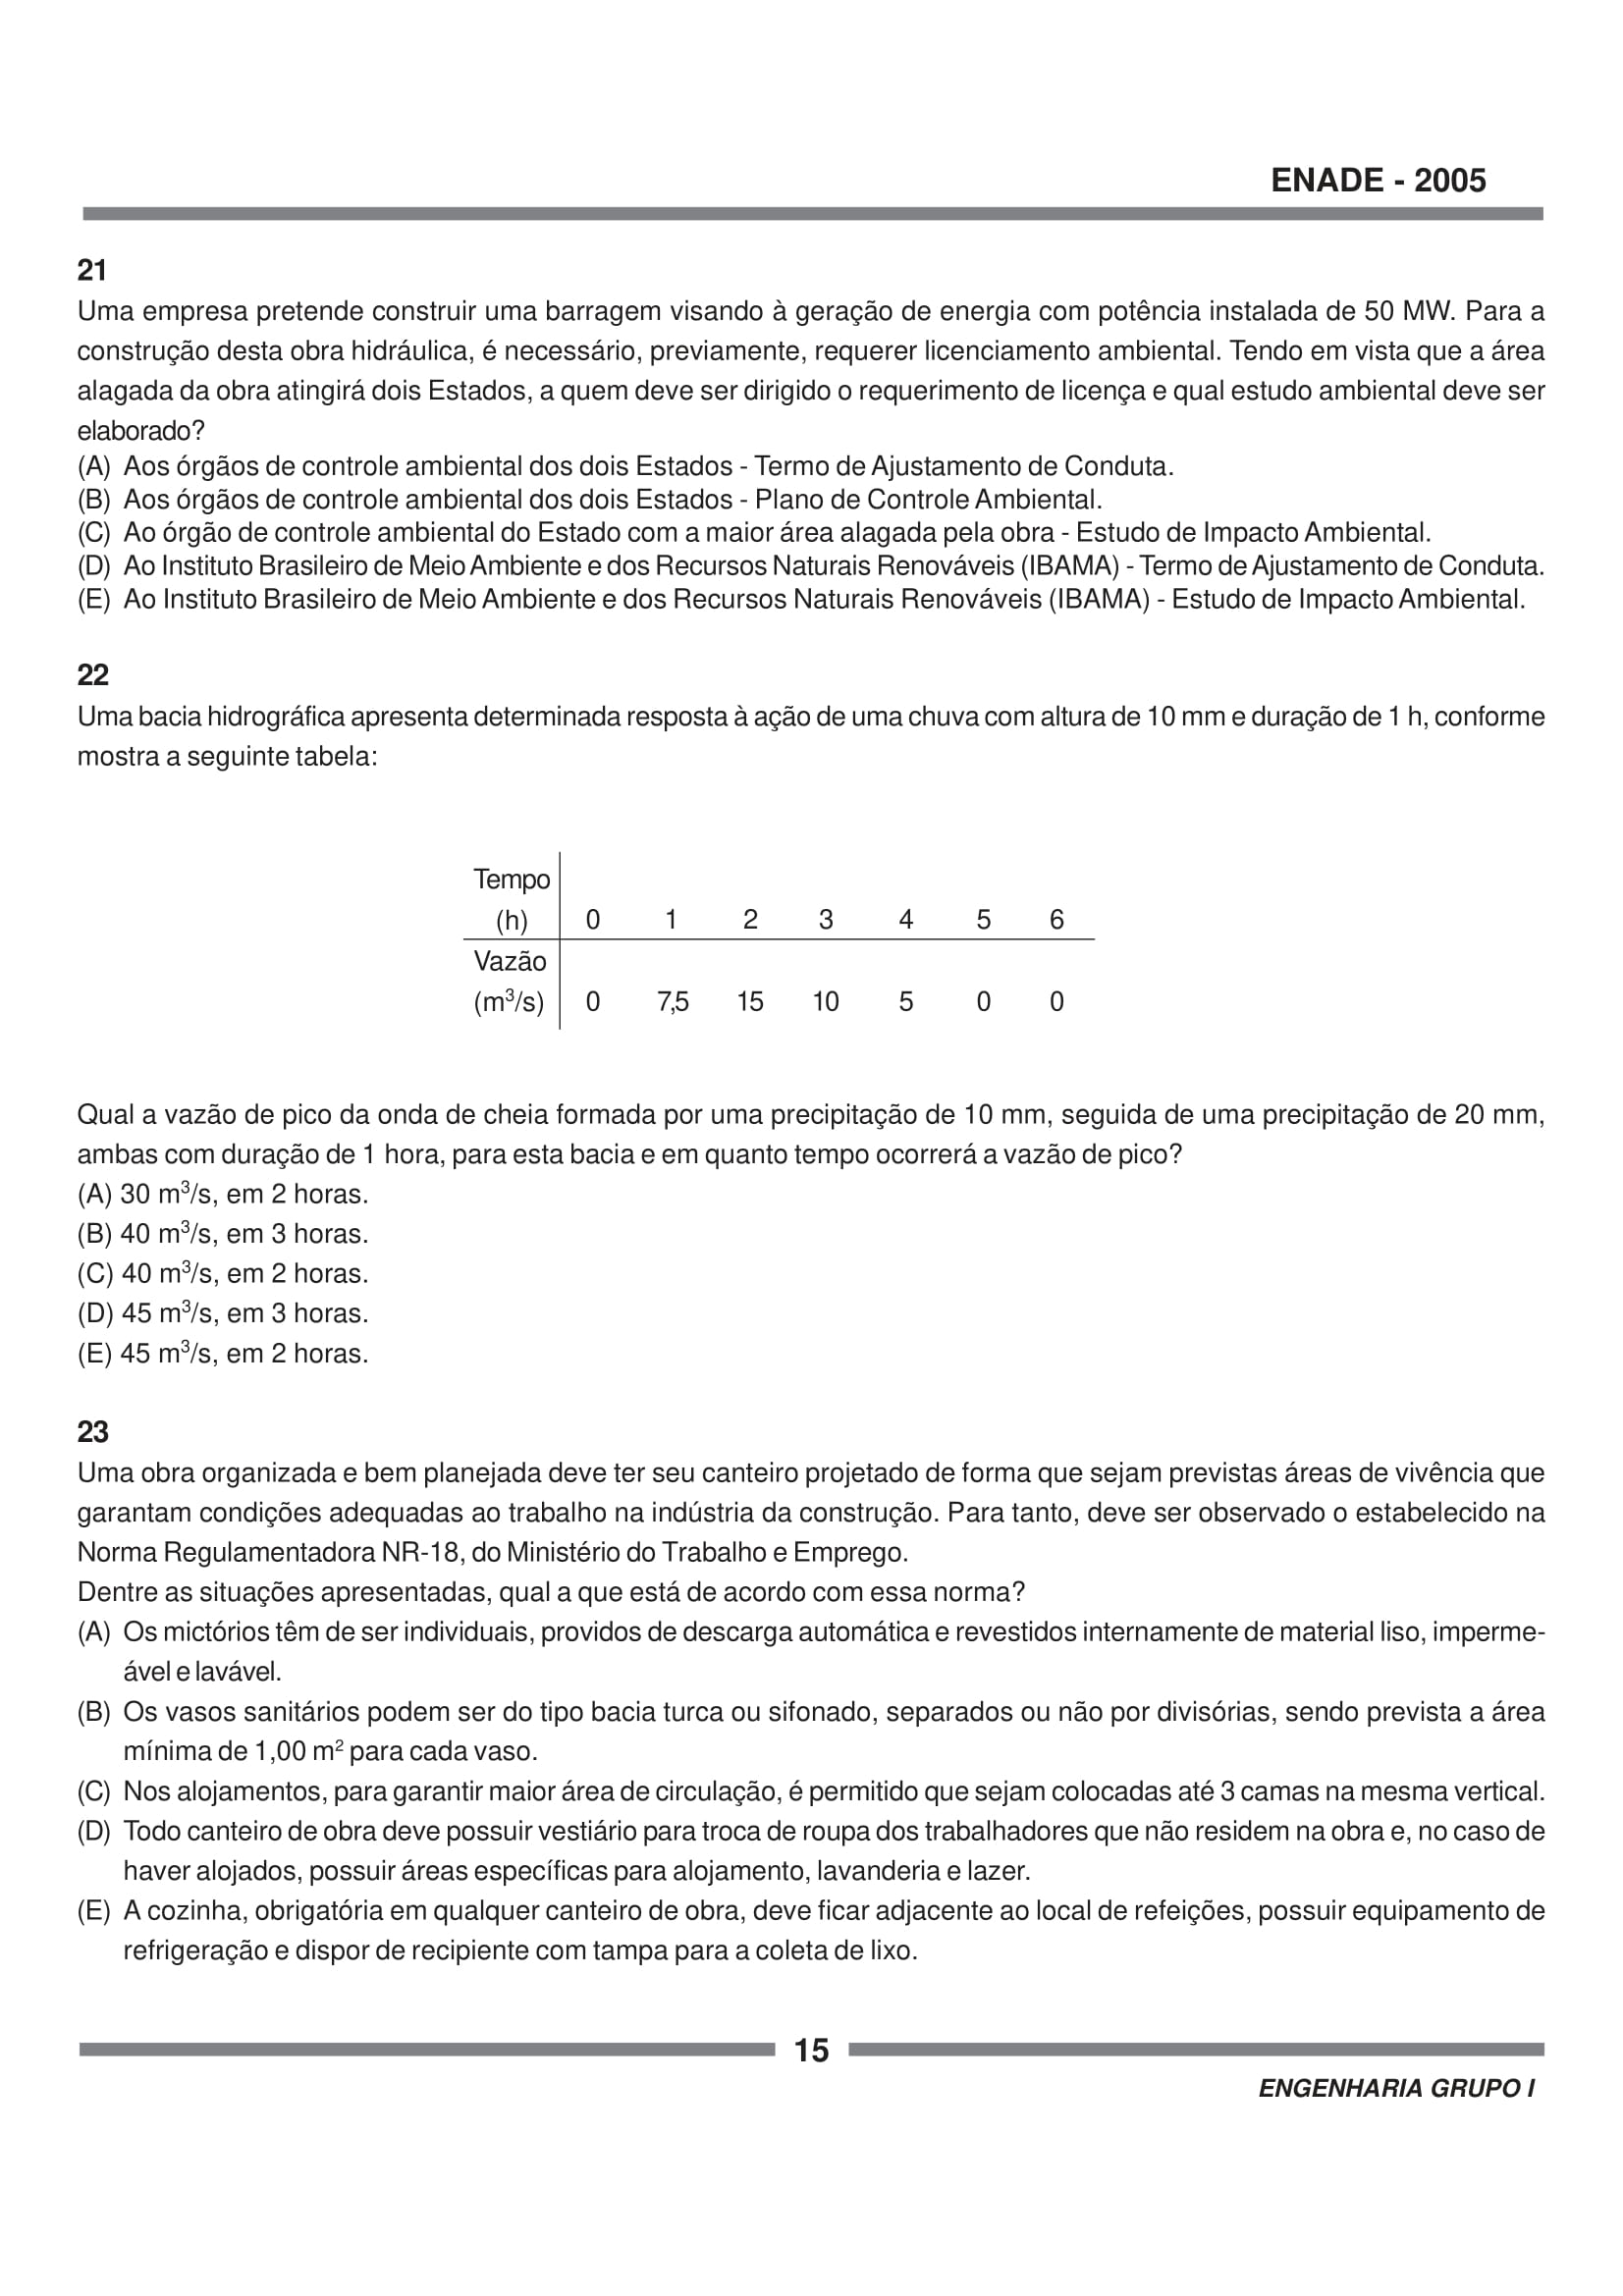 ENADE - 2005
21
Uma empresa pretende construir uma barragem visando à geração de energia com potência instalada de 50 MW. Para a
construção desta obra hidráulica, é necessário, previamente, requerer licenciamento ambiental. Tendo em vista que a área
alagada da obra atingirá dois Estados, a quem deve ser dirigido o requerimento de licença e qual estudo ambiental deve ser
elaborado?
(A) Aos órgãos de controle ambiental dos dois Estados - Termo de Ajustamento de Conduta.
(B) Aos órgãos de controle ambiental dos dois Estados - Plano de Controle Ambiental.
(C) Ao órgão de controle ambiental do Estado com a maior área alagada pela obra - Estudo de Impacto Ambiental.
(D) Ao Instituto Brasileiro de Meio Ambiente e dos Recursos Naturais Renováveis (IBAMA) - Termo de Ajustamento de Conduta.
(E) Ao Instituto Brasileiro de Meio Ambiente e dos Recursos Naturais Renováveis (IBAMA) - Estudo de Impacto Ambiental.
22
Uma bacia hidrográfica apresenta determinada resposta à ação de uma chuva com altura de 10 mm e duração de 1 h, conforme
mostra a seguinte tabela:
Tempo
(h) 0 1 2 3 4 5 6
Vazão
(m³/s) 0 7,5 15 10 5 0 0
Qual a vazão de pico da onda de cheia formada por uma precipitação de 10 mm, seguida de uma precipitação de 20 mm,
ambas com duração de 1 hora, para esta bacia e em quanto tempo ocorrerá a vazão de pico?
(A) 30 m³/s, em 2 horas.
(B) 40 m³/s, em 3 horas.
(C) 40 m³/s, em 2 horas.
(D) 45 m³/s, em 3 horas.
(E) 45 m³/s, em 2 horas.
23
Uma obra organizada e bem planejada deve ter seu canteiro projetado de forma que sejam previstas áreas de vivência que
garantam condições adequadas ao trabalho na indústria da construção. Para tanto, deve ser observado o estabelecido na
Norma Regulamentadora NR-18, do Ministério do Trabalho e Emprego.
Dentre as situações apresentadas, qual a que está de acordo com essa norma?
(A) Os mictórios têm de ser individuais, providos de descarga automática e revestidos internamente de material liso, imperme-
ável e lavável.
(B) Os vasos sanitários podem ser do tipo bacia turca ou sifonado, separados ou não por divisórias, sendo prevista a área
mínima de 1,00 m² para cada vaso.
(C) Nos alojamentos, para garantir maior área de circulação, é permitido que sejam colocadas até 3 camas na mesma vertical.
(D) Todo canteiro de obra deve possuir vestiário para troca de roupa dos trabalhadores que não residem na obra e, no caso de
haver alojados, possuir áreas específicas para alojamento, lavanderia e lazer.
(E) A cozinha, obrigatória em qualquer canteiro de obra, deve ficar adjacente ao local de refeições, possuir equipamento de
refrigeração e dispor de recipiente com tampa para a coleta de lixo.
15
ENGENHARIA GRUPO I